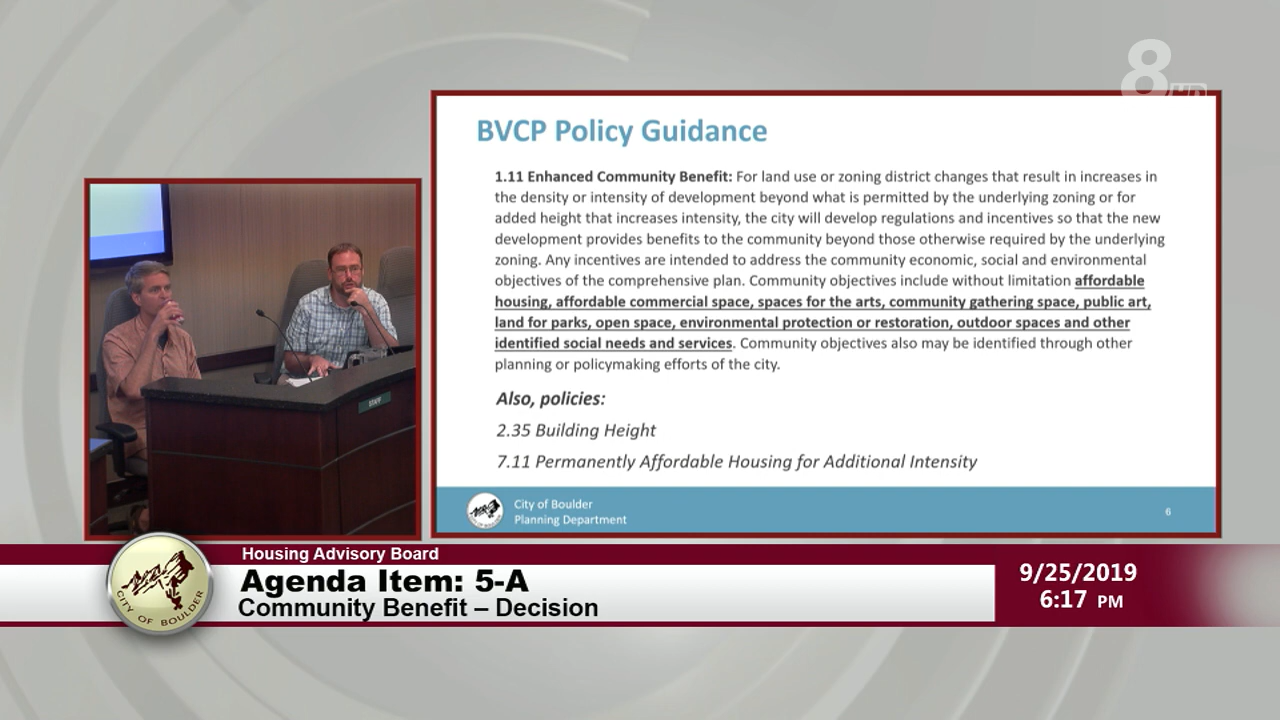 8
HD
BVCP Policy Guidance
1.11 Enhanced Community Benefit: For land use or zoning district changes that result in increases in
the density or intensity of development beyond what is permitted by the underlying zoning or for
added height that increases intensity, the city will develop regulations and incentives so that the new
development provides benefits to the community beyond those otherwise required by the underlying
zoning. Any incentives are intended to address the community economic, social and environmental
objectives of the comprehensive plan. Community objectives include without limitation affordable
housing, affordable commercial space, spaces for the arts, community gathering space, public art,
land for parks, open space, environmental protection or restoration, outdoor spaces and other
identified social needs and services. Community objectives also may be identified through other
planning or policymaking efforts of the city.
Also, policies:
2.35 Building Height
7.11 Permanently Affordable Housing for Additional Intensity
City of Boulder
Planning Department
6
STAFF
Housing Advisory Board
Agenda Item: 5-A
Community Benefit – Decision
9/25/2019
6:17 PM
CITY OF BOULDER